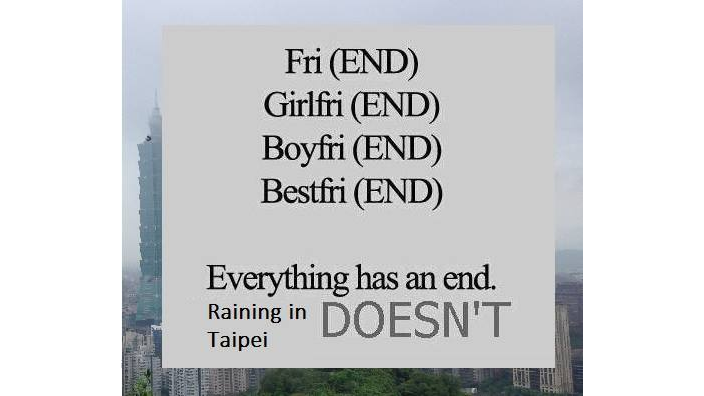 Fri (END)
Girlfri (END)
Boyfri (END)
Bestfri (END)
Everything has an end.
Raining in DOESN'T
Taipei